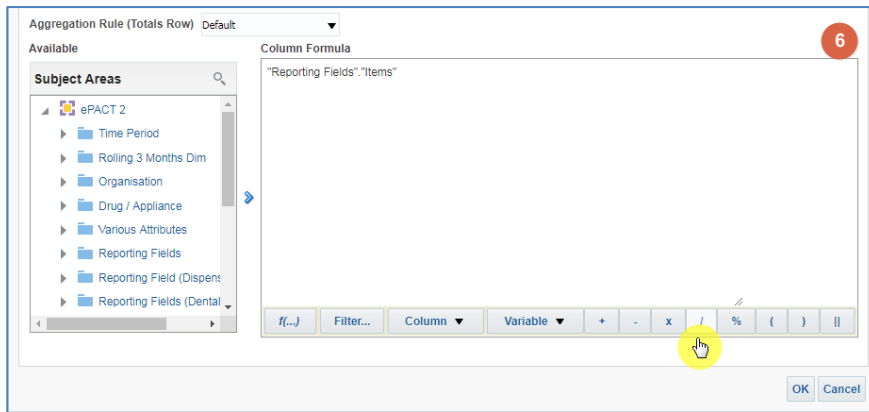 Aggregation Rule (Totals Row) Default
Available
Column Formula
6
Subject Areas
"Reporting Fields"."Items"
ePACT 2
Time Period
Rolling 3 Months Dim
Organisation
Drug / Appliance
Various Attributes
Reporting Fields
Reporting Field (Dispens
Reporting Fields (Dental
f(...) Filter... Column Variable + - x / % ( ) ||
OK Cancel